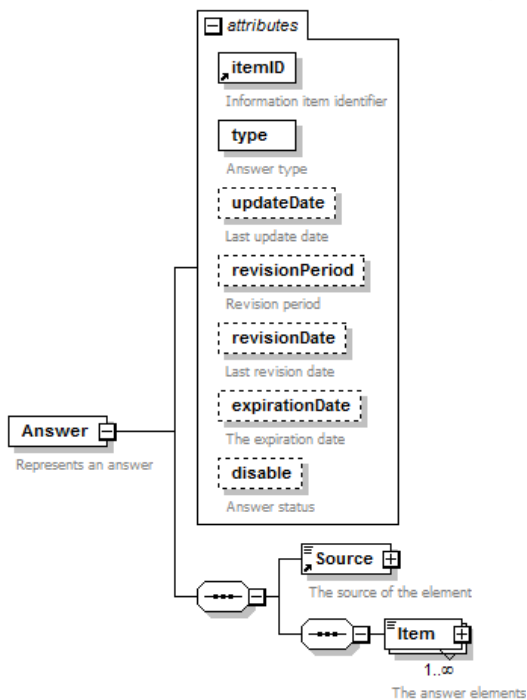 attributes
itemID
Information item identifier
type
Answer type
updateDate
Last update date
revisionPeriod
Revision period
revisionDate
Last revision date
expirationDate
The expiration date
disable
Answer status
Answer
Represents an answer
Source
The source of the element
Item
1..∞
The answer elements